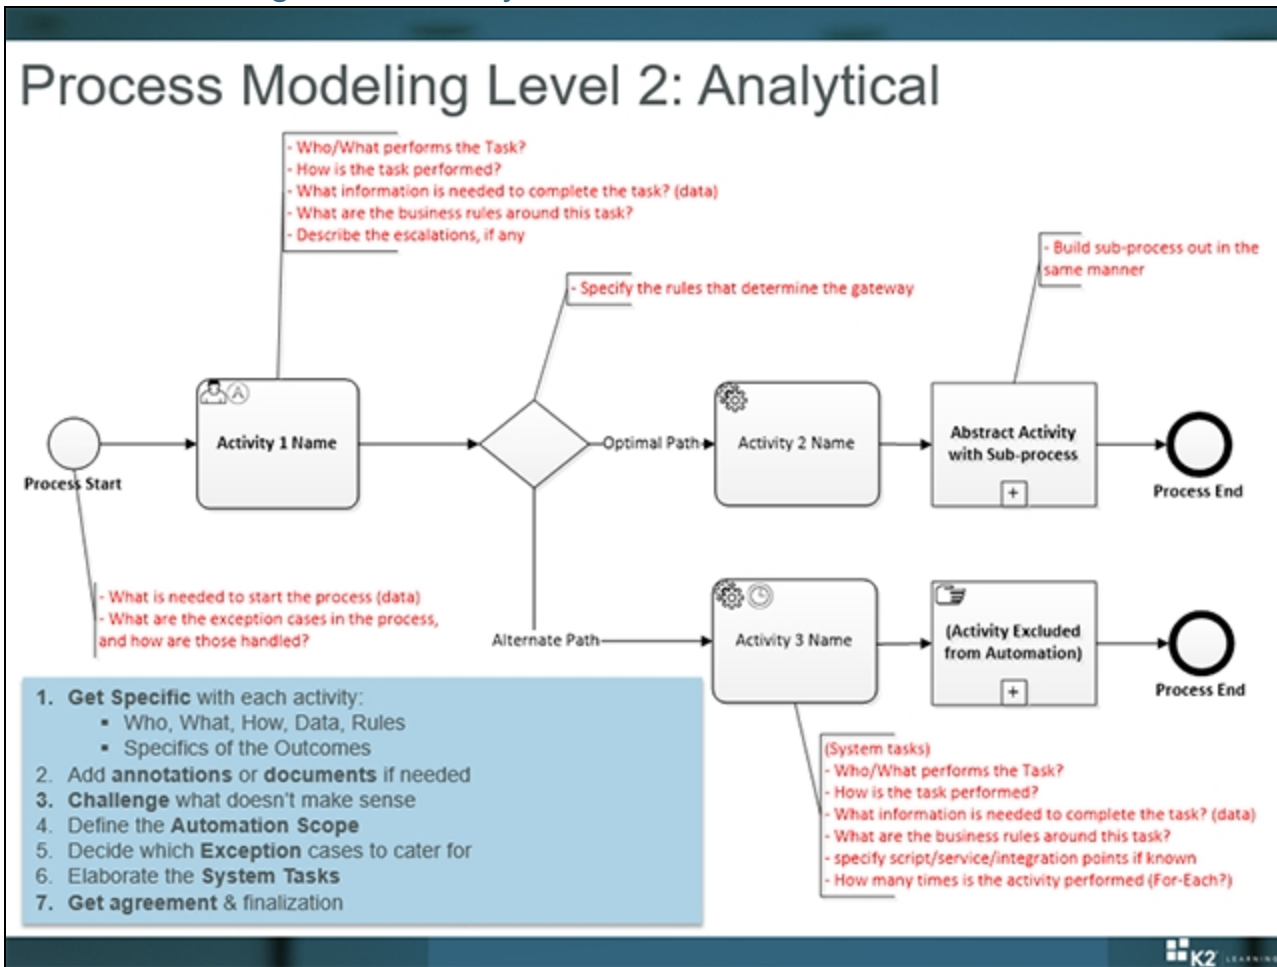 Process Modeling Level 2: Analytical
- Who/What performs the Task?
- How is the task performed?
- What information is needed to complete the task? (data)
- What are the business rules around this task?
- Describe the escalations, if any
- Build sub-process out in the
same manner
- Specify the rules that determine the gateway
A
Process Start
Activity 1 Name
Optimal Path
Activity 2 Name
Abstract Activity
with Sub-process
+
Process End
- What is needed to start the process (data)
- What are the exception cases in the process,
and how are those handled?
Alternate Path
Activity 3 Name
(Activity Excluded
from Automation)
+
Process End
(System tasks)
- Who/What performs the Task?
- How is the task performed?
- What information is needed to complete the task? (data)
- What are the business rules around this task?
- specify script/service/integration points if known
- How many times is the activity performed (For-Each?)
1. Get Specific with each activity:
▪ Who, What, How, Data, Rules
▪ Specifics of the Outcomes
2. Add annotations or documents if needed
3. Challenge what doesn't make sense
4. Define the Automation Scope
5. Decide which Exception cases to cater for
6. Elaborate the System Tasks
7. Get agreement & finalization
K2 LEARNING